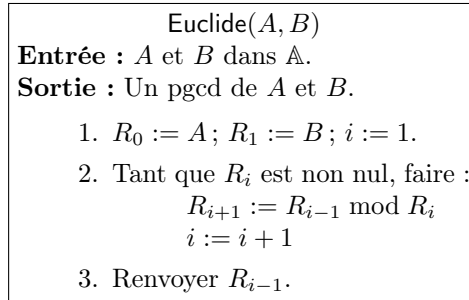 Euclide(A, B)
Entrée : A et B dans 𝔸.
Sortie : Un pgcd de A et B.
1. R₀ := A ; R₁ := B ; i := 1.
2. Tant que Rᵢ est non nul, faire :
Rᵢ₊₁ := Rᵢ₋₁ mod Rᵢ
i := i + 1
3. Renvoyer Rᵢ₋₁.